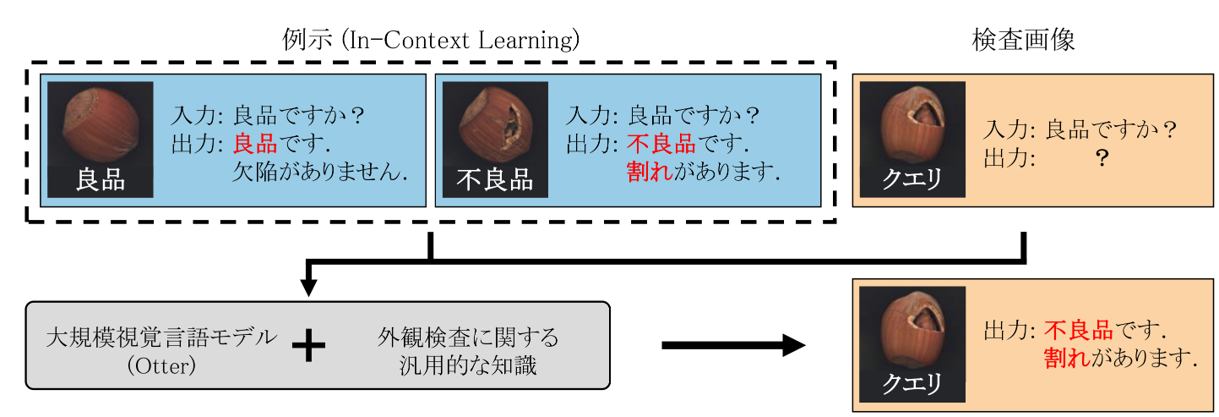 例示 (In-Context Learning)
検査画像
良品
入力: 良品ですか?
出力: 良品です.
欠陥がありません.
不良品
入力: 良品ですか?
出力: 不良品です.
割れがあります.
クエリ
入力: 良品ですか?
出力: ?
大規模視覚言語モデル
(Otter)
+
外観検査に関する
汎用的な知識
クエリ
出力: 不良品です.
割れがあります.